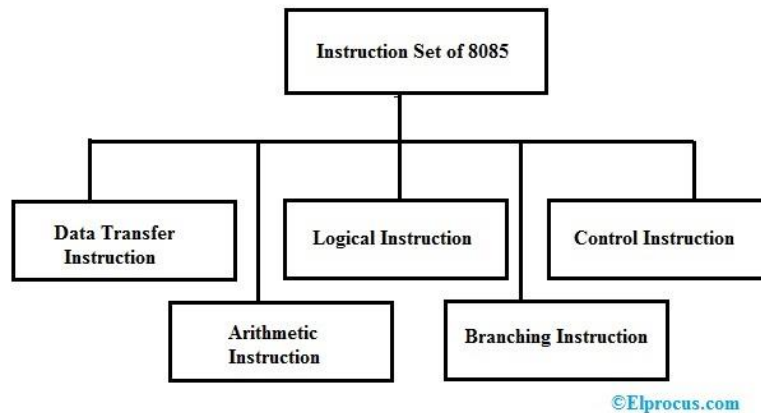 Instruction Set of 8085
Data Transfer
Instruction
Logical Instruction
Control Instruction
Arithmetic
Instruction
Branching Instruction
©Elprocus.com